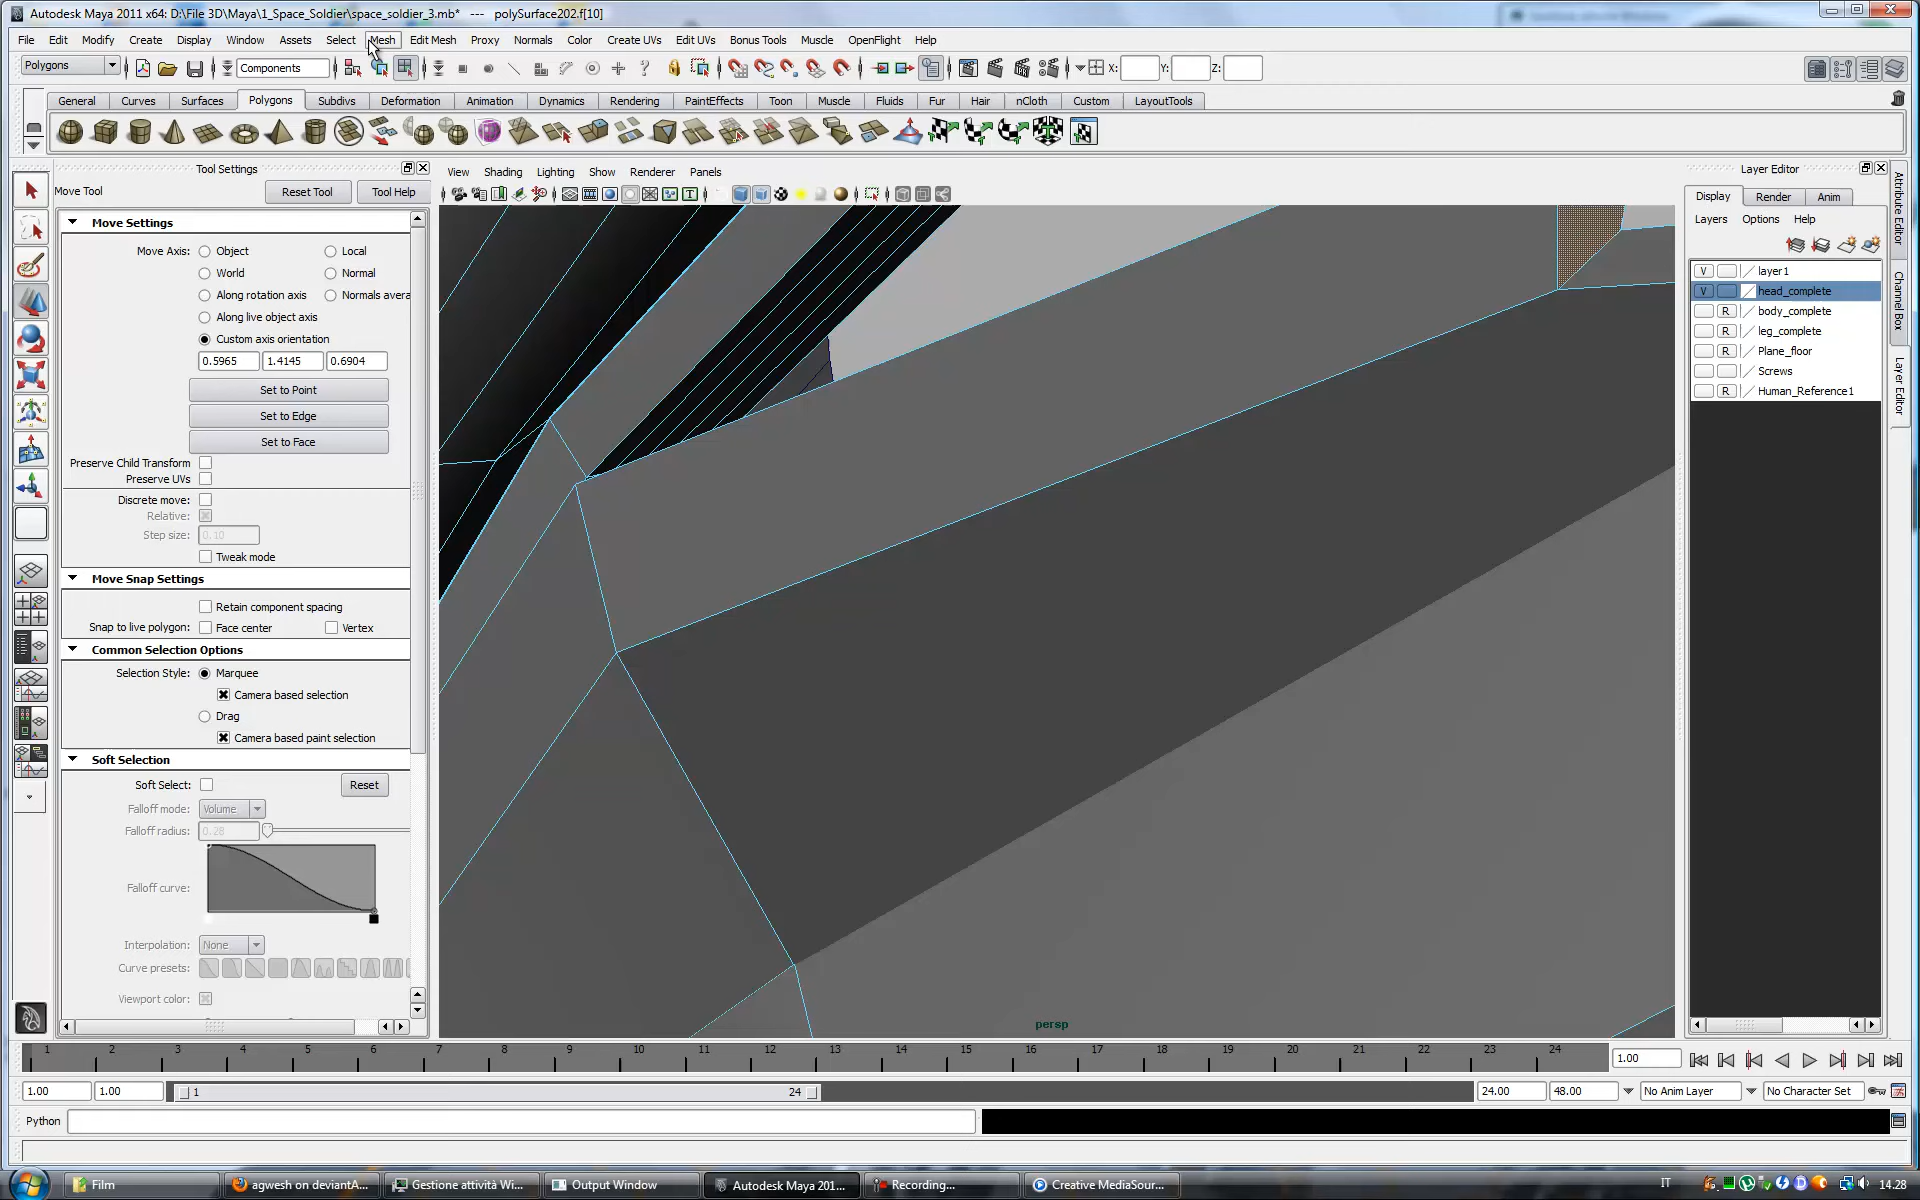 Autodesk Maya 2011 x64: D:\File 3D\Maya\1_Space_Soldier\space_soldier_3.mb* --- polySurface202.f[10]
File Edit Modify Create Display Window Assets Select Mesh Edit Mesh Proxy Normals Color Create UVs Edit UVs Bonus Tools Muscle OpenFlight Help
Polygons Components X: Y: Z:
General Curves Surfaces Polygons Subdivs Deformation Animation Dynamics Rendering PaintEffects Toon Muscle Fluids Fur Hair nCloth Custom LayoutTools
Tool Settings
Move Tool Reset Tool Tool Help
Move Settings
Move Axis: Object Local
World Normal
Along rotation axis Normals avera
Along live object axis
Custom axis orientation
0.5965 1.4145 0.6904
Set to Point
Set to Edge
Set to Face
Preserve Child Transform
Preserve UVs
Discrete move:
Relative:
Step size: 0.10
Tweak mode
Move Snap Settings
Retain component spacing
Snap to live polygon: Face center Vertex
Common Selection Options
Selection Style: Marquee
Camera based selection
Drag
Camera based paint selection
Soft Selection
Soft Select: Reset
Falloff mode: Volume
Falloff radius: 0.28
Falloff curve:
Interpolation: None
Curve presets:
Viewport color:
View Shading Lighting Show Renderer Panels
persp
Layer Editor
Display Render Anim
Layers Options Help
V layer1
V head_complete
R body_complete
R leg_complete
R Plane_floor
Screws
R Human_Reference1
Attribute Editor
Channel Box
Layer Editor
1 2 3 4 5 6 7 8 9 10 11 12 13 14 15 16 17 18 19 20 21 22 23 24 1.00
1.00 1.00 1 24 24.00 48.00 No Anim Layer No Character Set
Python
Film agwesh on deviantA... Gestione attività Wi... Output Window Autodesk Maya 201... Recording... Creative MediaSour... IT 14.28